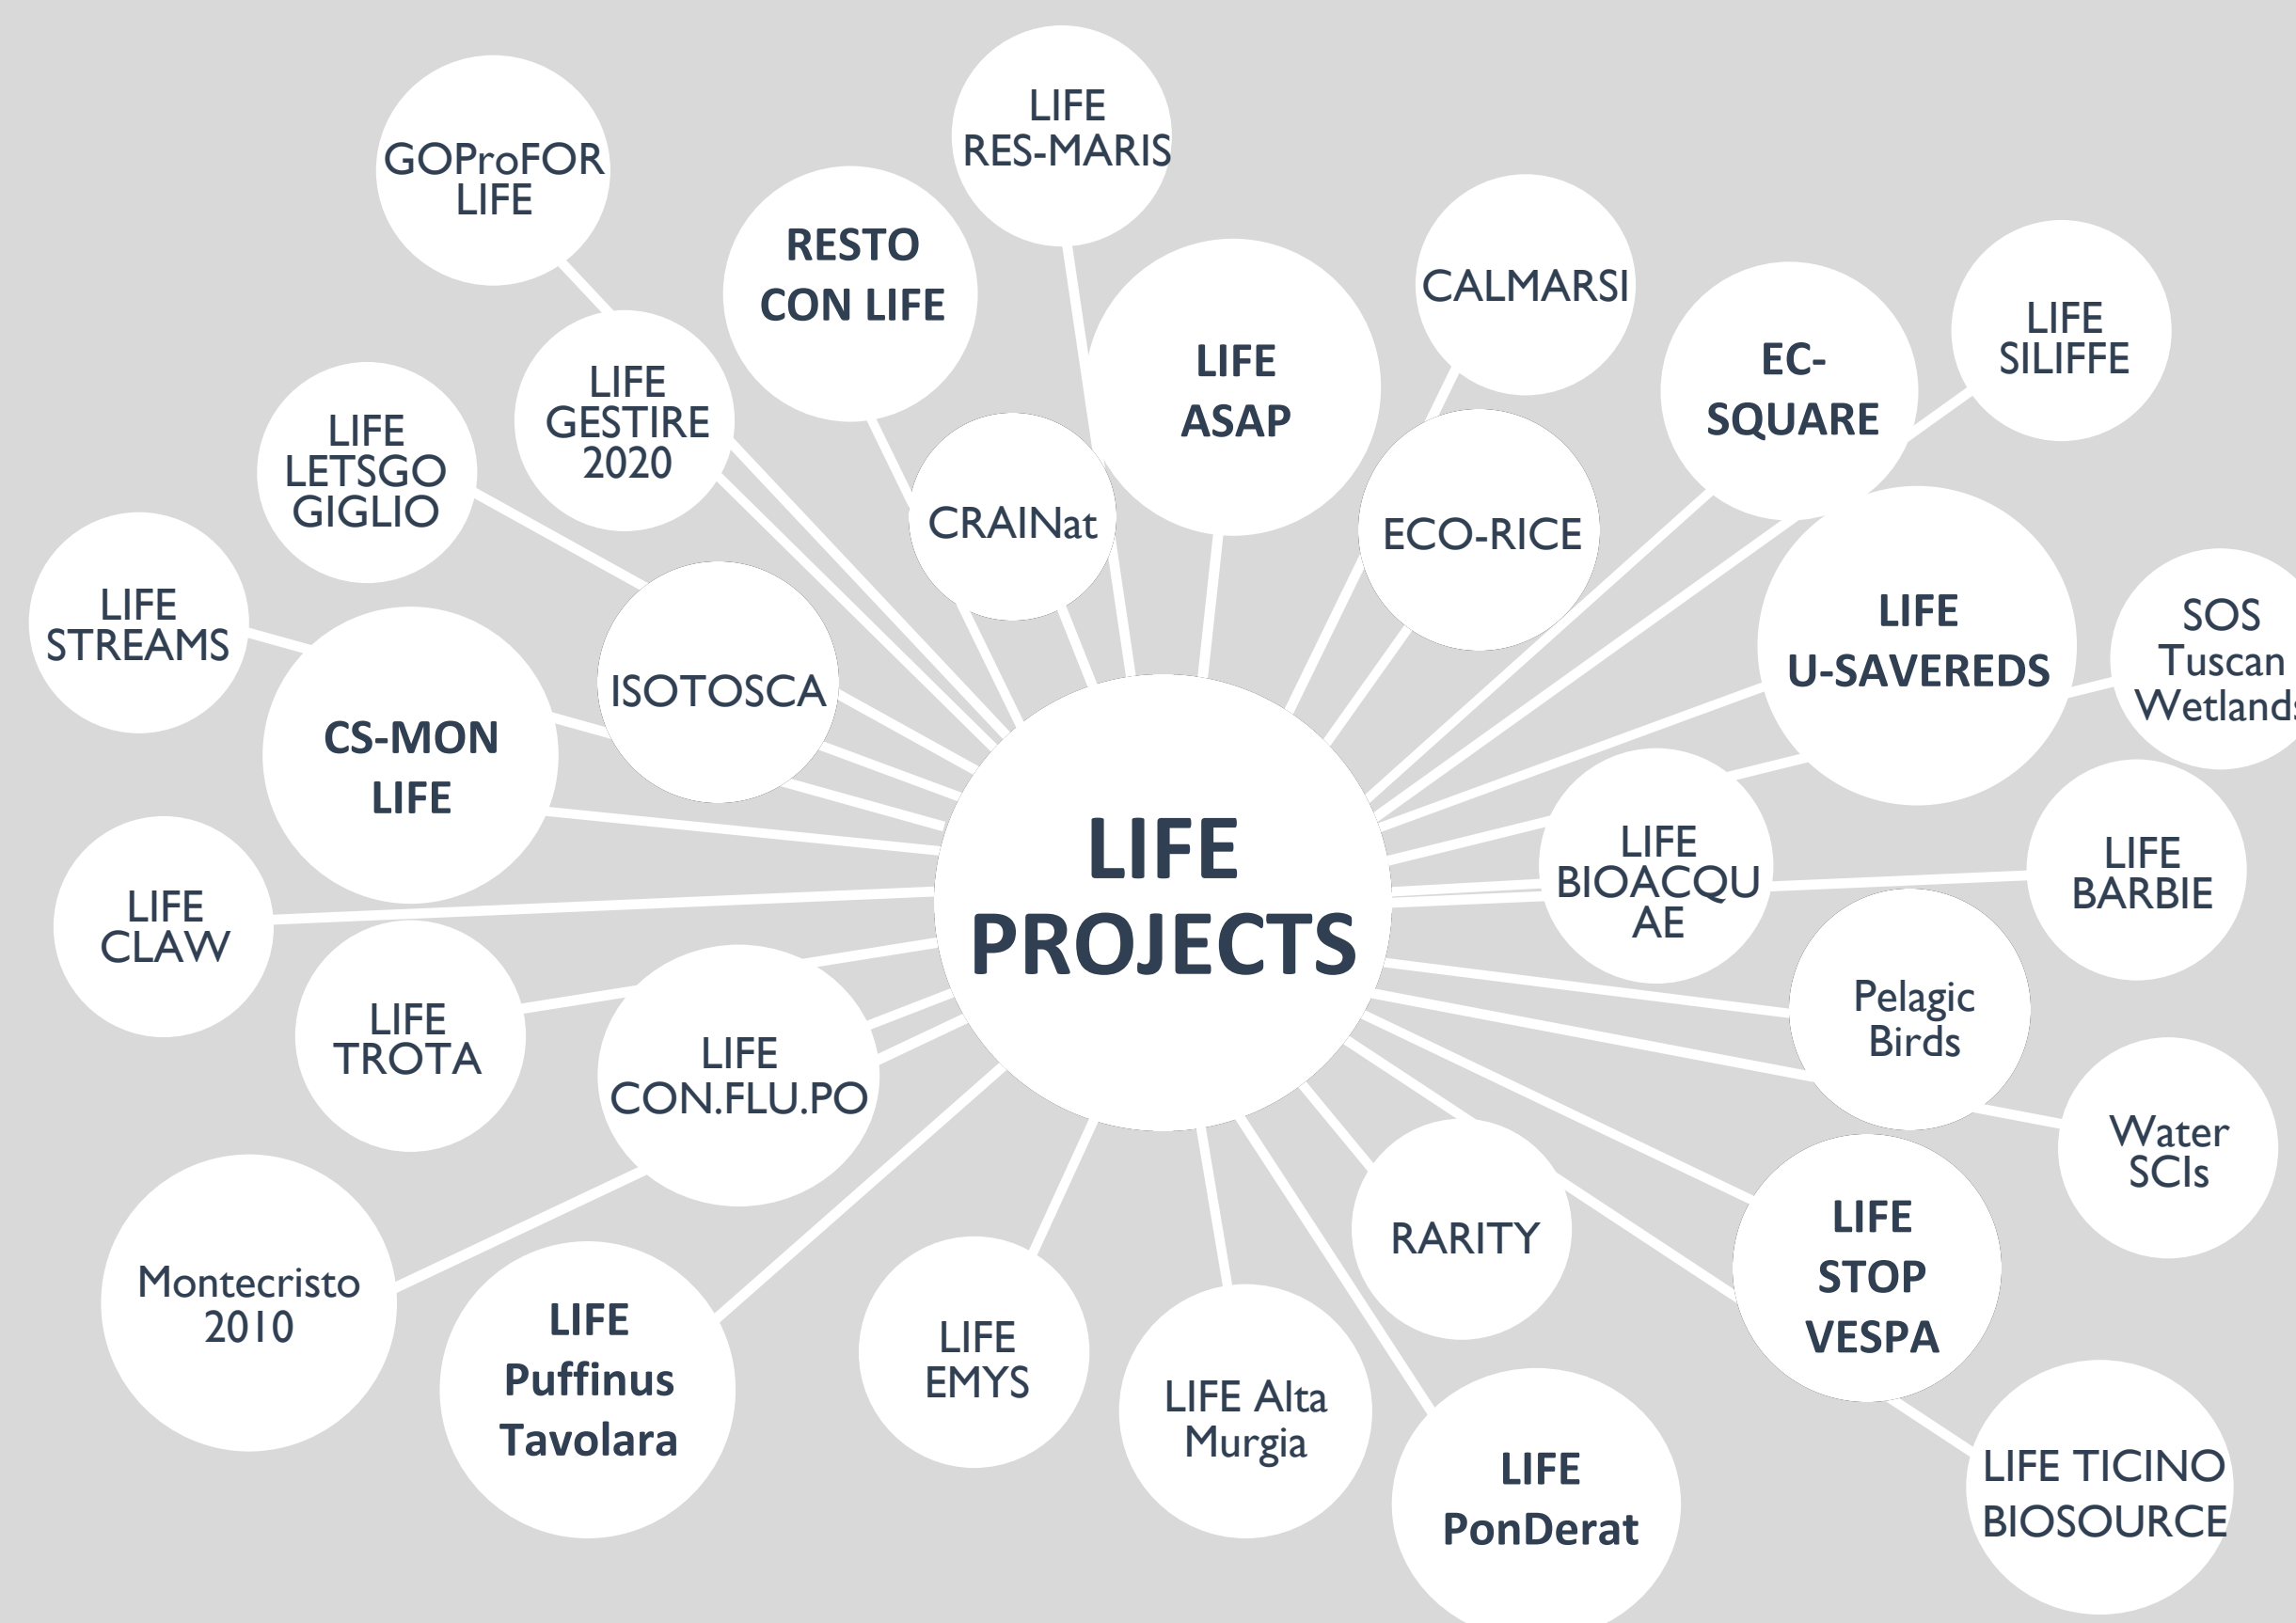 LIFE
RES-MARIS
GOProFOR
LIFE
RESTO
CON LIFE
CALMARSI
LIFE
SILIFFE
LIFE
ASAP
EC-
SQUARE
LIFE
GESTIRE
2020
LIFE
LETSGO
GIGLIO
CRAINat
ECO-RICE
LIFE
STREAMS
LIFE
U-SAVEREDS
SOS
Tuscan
Wetlands
ISOTOSCA
CS-MON
LIFE
LIFE
PROJECTS
LIFE
BIOACQU
AE
LIFE
BARBIE
LIFE
CLAW
Pelagic
Birds
LIFE
TROTA
LIFE
CON.FLU.PO
Water
SCIs
RARITY
LIFE
STOP
VESPA
Montecristo
2010
LIFE
Puffinus
Tavolara
LIFE
EMYS
LIFE Alta
Murgia
LIFE
PonDerat
LIFE TICINO
BIOSOURCE